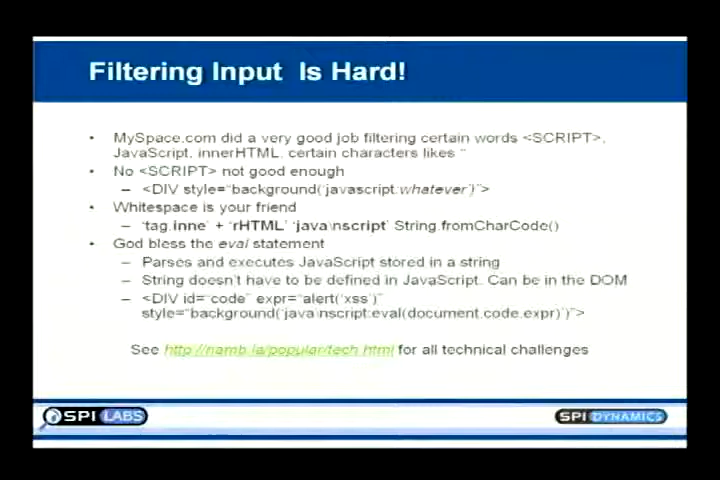 Filtering Input Is Hard!
• MySpace.com did a very good job filtering certain words <SCRIPT>,
JavaScript, innerHTML, certain characters likes "
• No <SCRIPT> not good enough
– <DIV style="background('javascript:whatever')">
• Whitespace is your friend
– 'tag.inne' + 'rHTML' 'java\nscript' String.fromCharCode()
• God bless the eval statement
– Parses and executes JavaScript stored in a string
– String doesn't have to be defined in JavaScript. Can be in the DOM
– <DIV id="code" expr="alert('xss')"
style="background('java\nscript:eval(document.code.expr)')">
See http://namb.la/popular/tech.html for all technical challenges
SPI LABS
SPI DYNAMICS